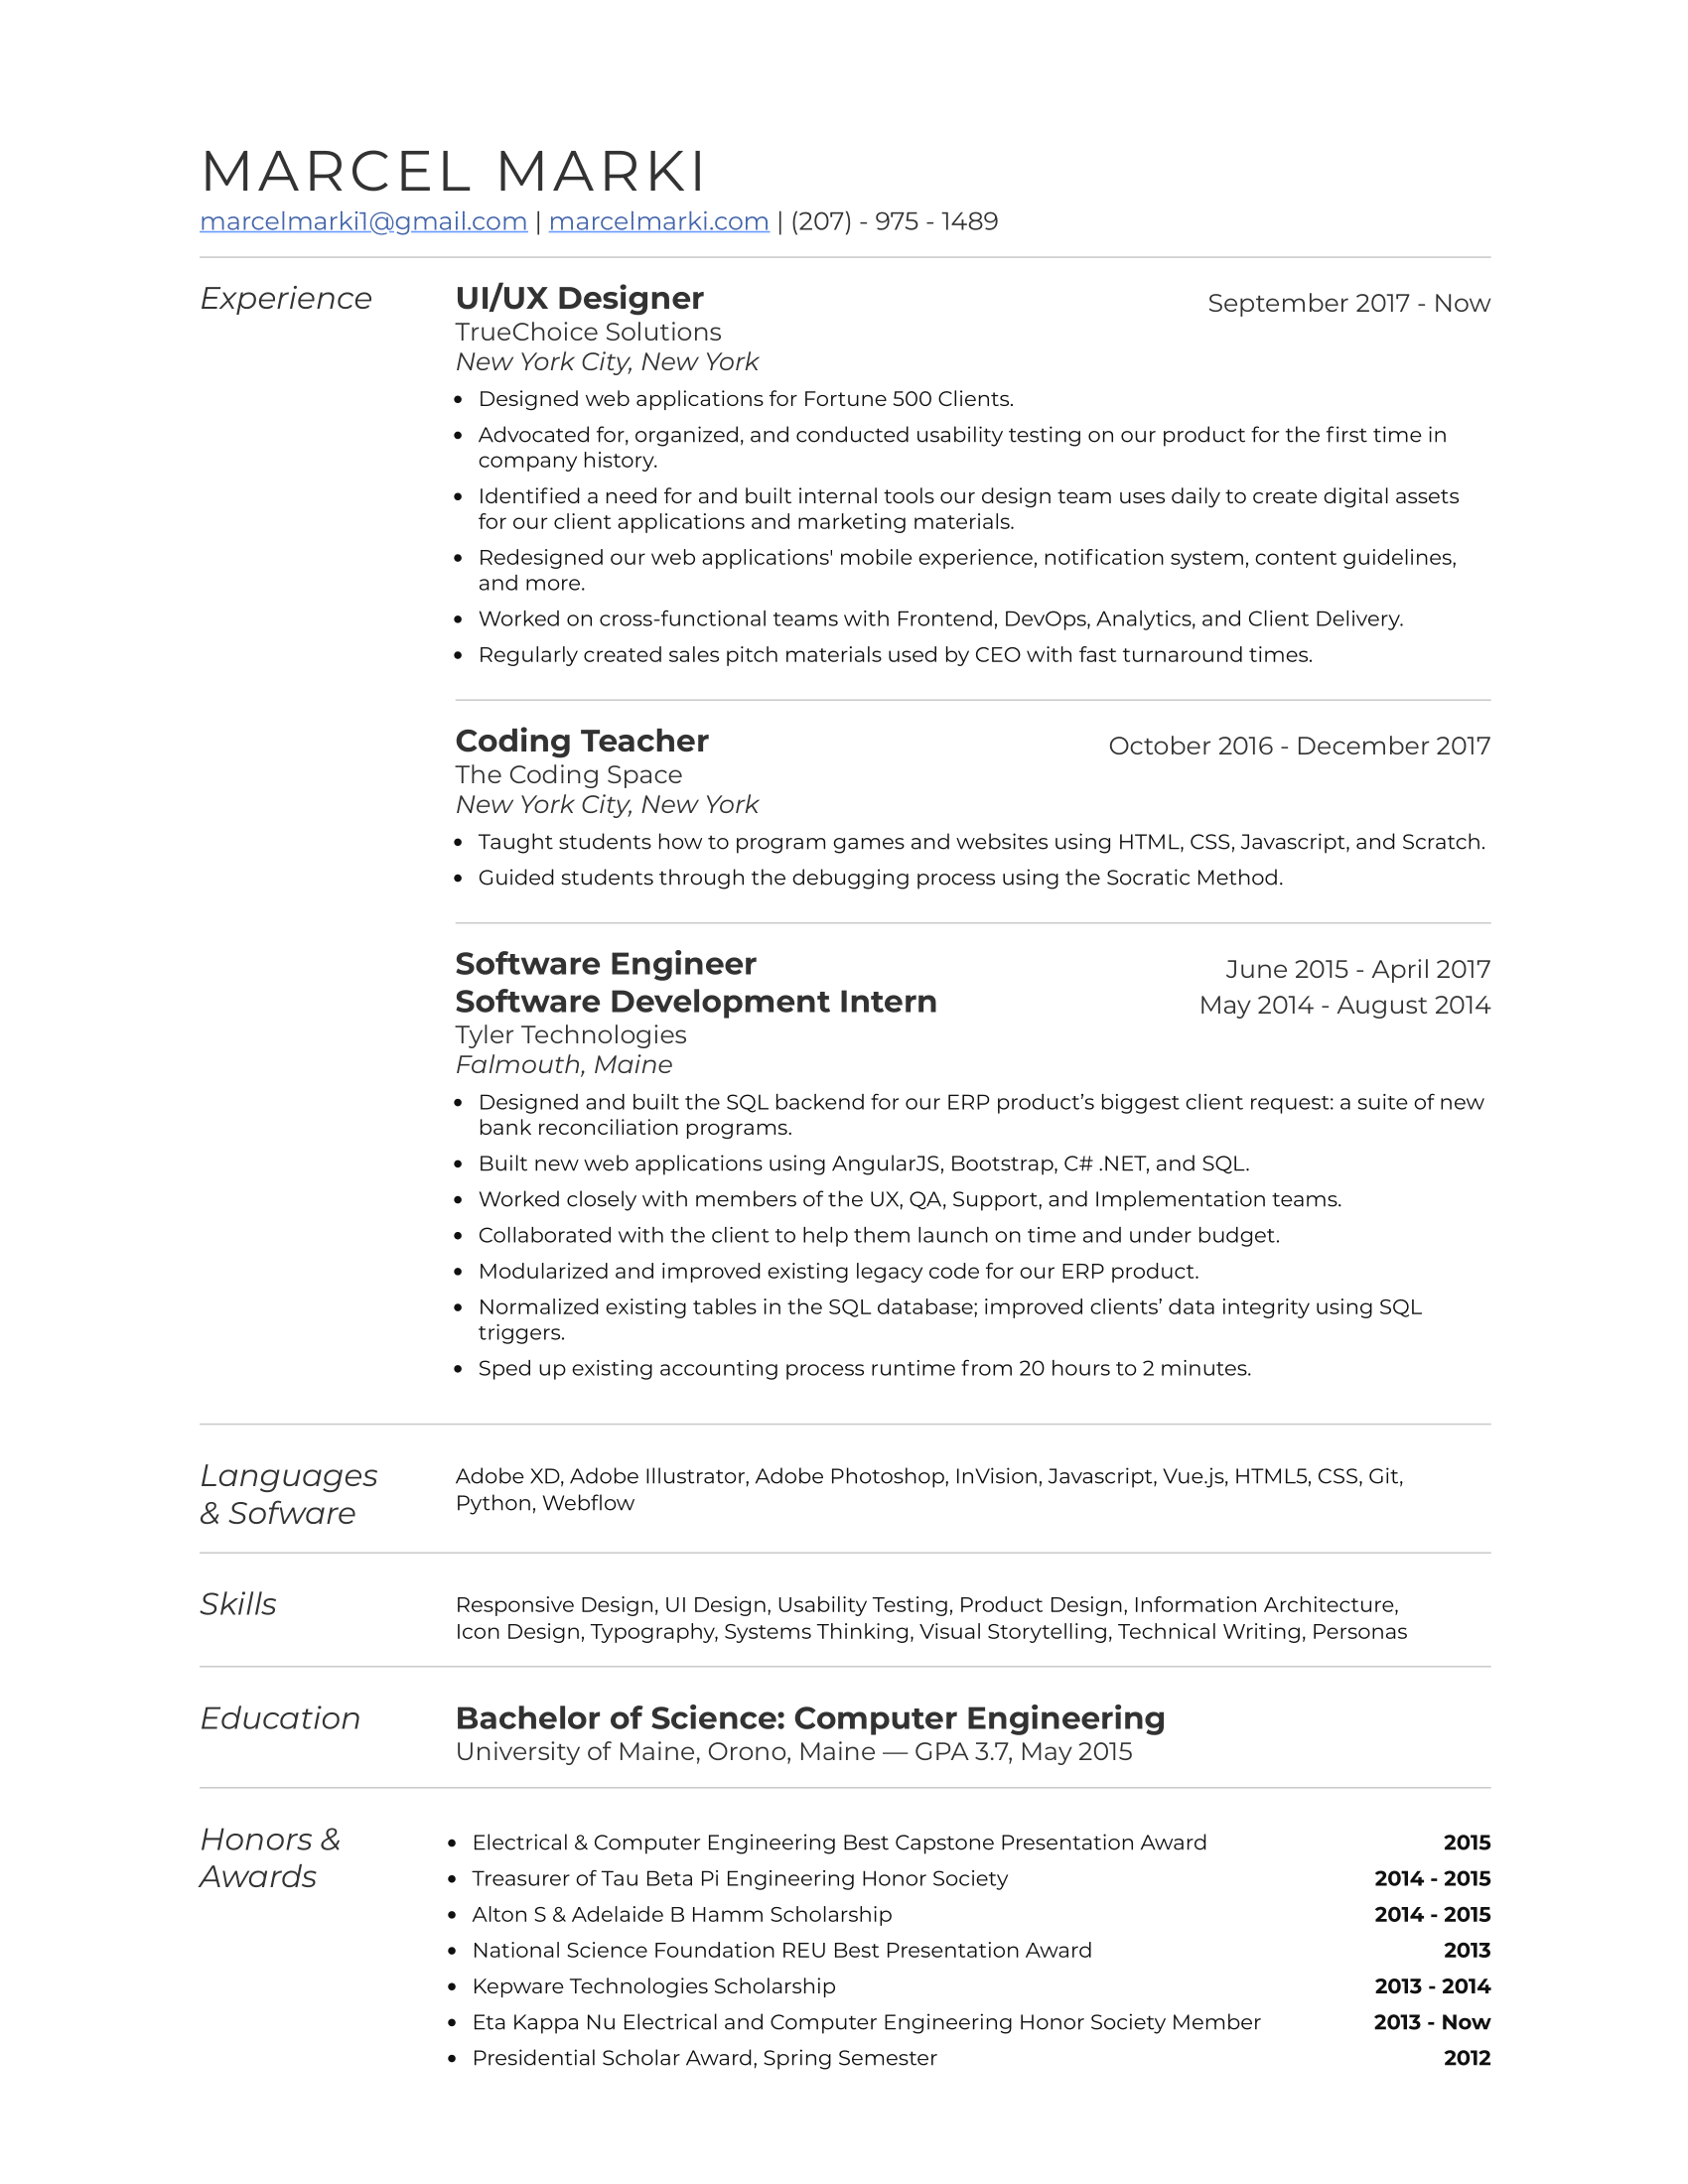 MARCEL MARKI
marcelmarki1@gmail.com | marcelmarki.com | (207) - 975 - 1489
Experience
UI/UX Designer
September 2017 - Now
TrueChoice Solutions
New York City, New York
• Designed web applications for Fortune 500 Clients.
• Advocated for, organized, and conducted usability testing on our product for the first time in
company history.
• Identified a need for and built internal tools our design team uses daily to create digital assets
for our client applications and marketing materials.
• Redesigned our web applications' mobile experience, notification system, content guidelines,
and more.
• Worked on cross-functional teams with Frontend, DevOps, Analytics, and Client Delivery.
• Regularly created sales pitch materials used by CEO with fast turnaround times.
Coding Teacher
October 2016 - December 2017
The Coding Space
New York City, New York
• Taught students how to program games and websites using HTML, CSS, Javascript, and Scratch.
• Guided students through the debugging process using the Socratic Method.
Software Engineer
June 2015 - April 2017
Software Development Intern
May 2014 - August 2014
Tyler Technologies
Falmouth, Maine
• Designed and built the SQL backend for our ERP product’s biggest client request: a suite of new
bank reconciliation programs.
• Built new web applications using AngularJS, Bootstrap, C# .NET, and SQL.
• Worked closely with members of the UX, QA, Support, and Implementation teams.
• Collaborated with the client to help them launch on time and under budget.
• Modularized and improved existing legacy code for our ERP product.
• Normalized existing tables in the SQL database; improved clients’ data integrity using SQL
triggers.
• Sped up existing accounting process runtime from 20 hours to 2 minutes.
Languages
& Sofware
Adobe XD, Adobe Illustrator, Adobe Photoshop, InVision, Javascript, Vue.js, HTML5, CSS, Git,
Python, Webflow
Skills
Responsive Design, UI Design, Usability Testing, Product Design, Information Architecture,
Icon Design, Typography, Systems Thinking, Visual Storytelling, Technical Writing, Personas
Education
Bachelor of Science: Computer Engineering
University of Maine, Orono, Maine — GPA 3.7, May 2015
Honors &
Awards
• Electrical & Computer Engineering Best Capstone Presentation Award 2015
• Treasurer of Tau Beta Pi Engineering Honor Society 2014 - 2015
• Alton S & Adelaide B Hamm Scholarship 2014 - 2015
• National Science Foundation REU Best Presentation Award 2013
• Kepware Technologies Scholarship 2013 - 2014
• Eta Kappa Nu Electrical and Computer Engineering Honor Society Member 2013 - Now
• Presidential Scholar Award, Spring Semester 2012